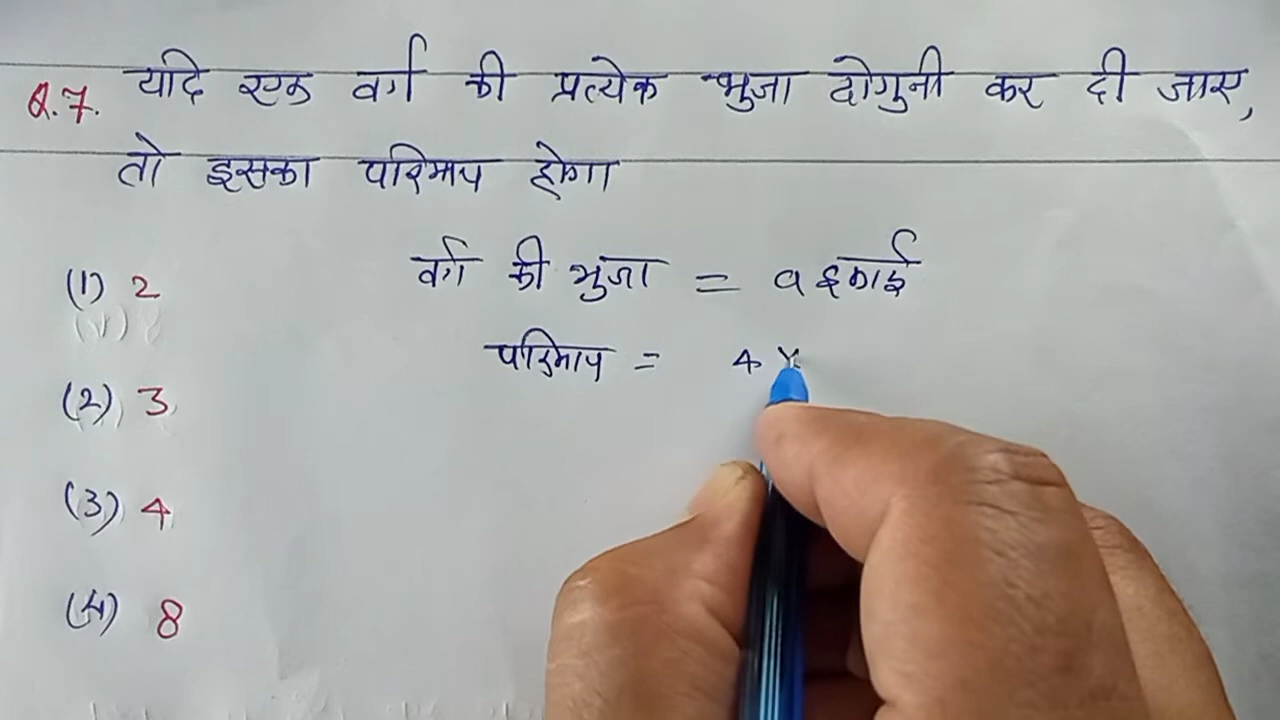 Q.7. यदि एक वर्ग की प्रत्येक भुजा दोगुनी कर दी जाए,
तो इसका परिमाप होगा
वर्ग की भुजा = a इकाई
परिमाप = 4 ×
(1) 2
(2) 3
(3) 4
(4) 8